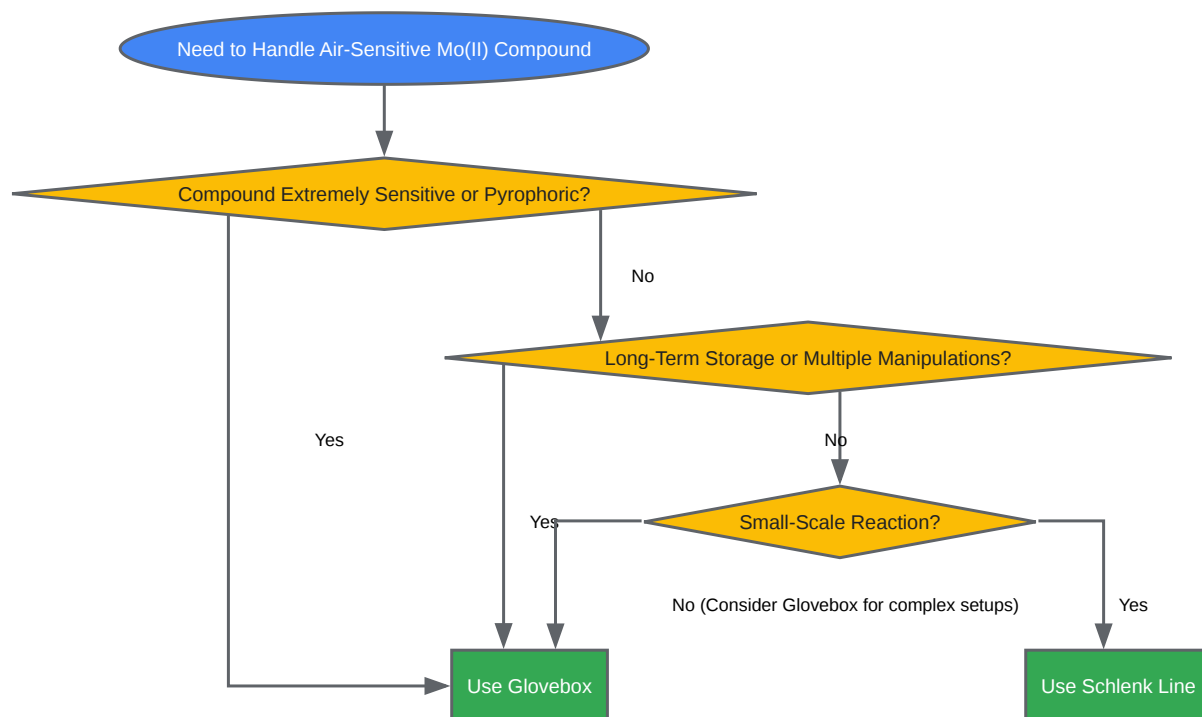 Need to Handle Air-Sensitive Mo(II) Compound
Compound Extremely Sensitive or Pyrophoric?
No
Long-Term Storage or Multiple Manipulations?
Yes
No
Yes
Small-Scale Reaction?
No (Consider Glovebox for complex setups)
Yes
Use Glovebox
Use Schlenk Line